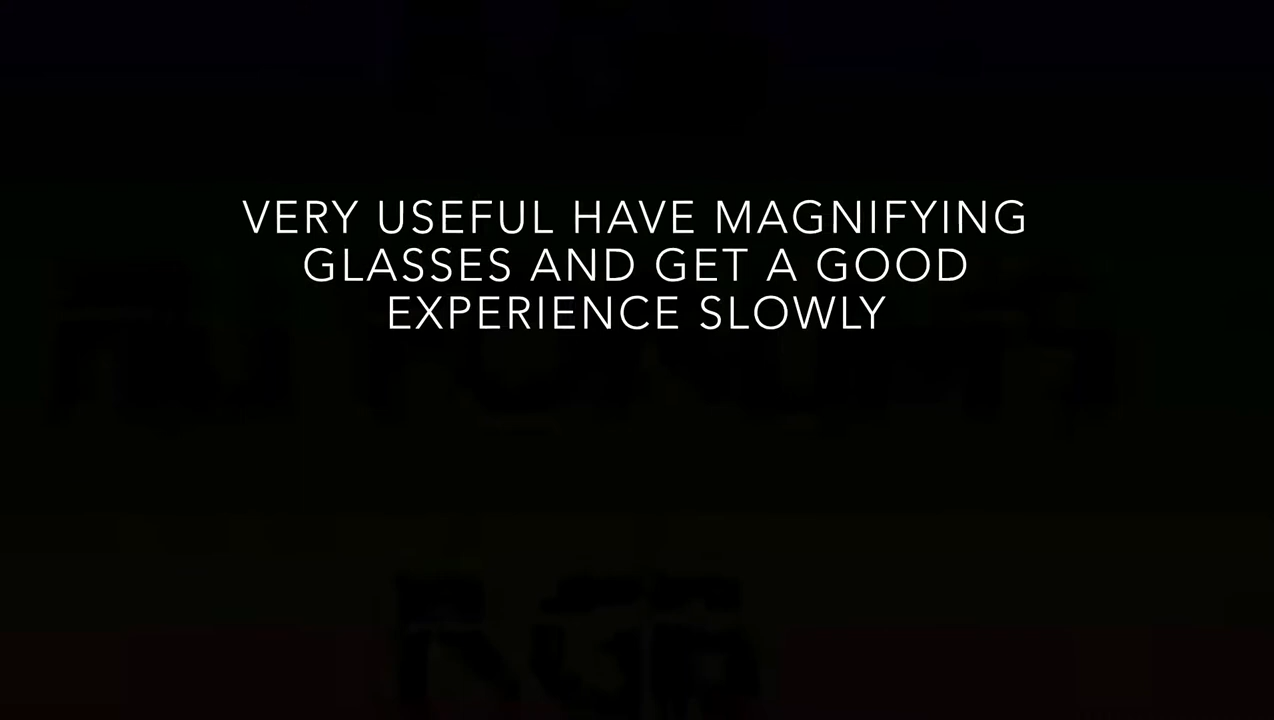 VERY USEFUL HAVE MAGNIFYING
GLASSES AND GET A GOOD
EXPERIENCE SLOWLY